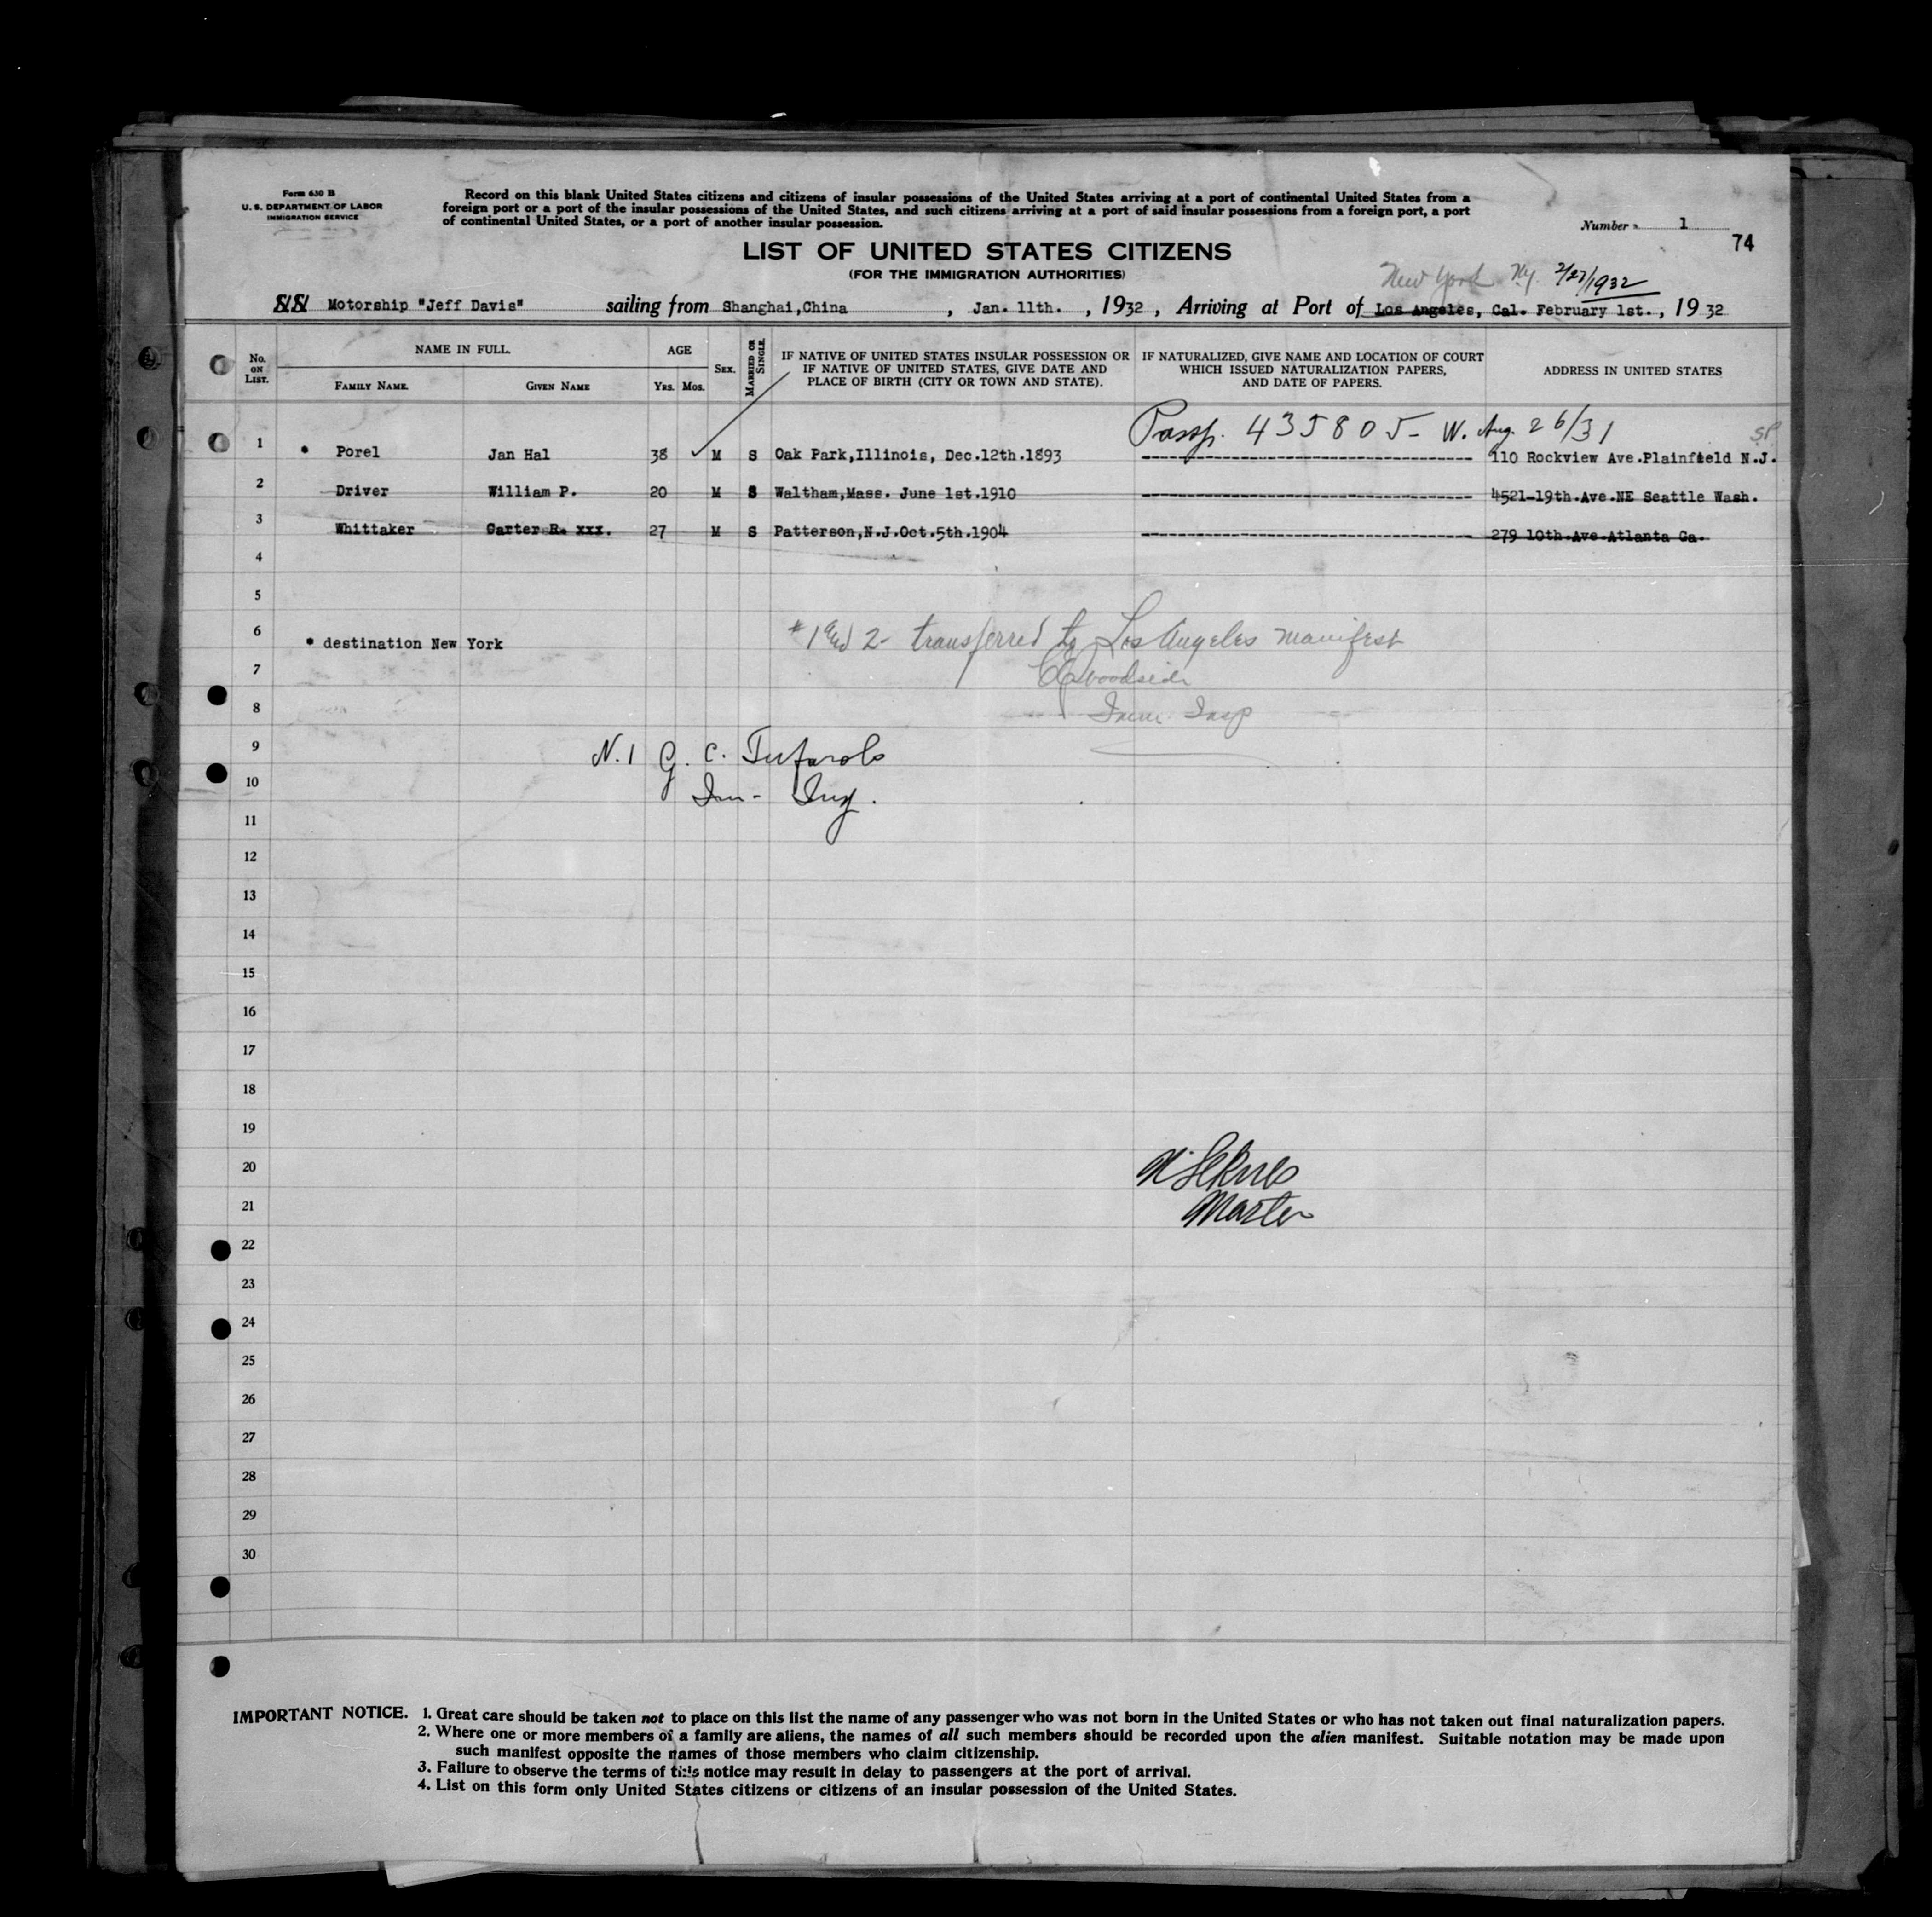 Form 630 B
U. S. DEPARTMENT OF LABOR
IMMIGRATION SERVICE
Record on this blank United States citizens and citizens of insular possessions of the United States arriving at a port of continental United States from a
foreign port or a port of the insular possessions of the United States, and such citizens arriving at a port of said insular possessions from a foreign port, a port
of continental United States, or a port of another insular possession.
Number 1
74
LIST OF UNITED STATES CITIZENS
(FOR THE IMMIGRATION AUTHORITIES)
New York Ny. 2/27/1932
Motorship "Jeff Davis" sailing from Shanghai,China , Jan. 11th. , 1932 , Arriving at Port of Los Angeles, Cal. February 1st. , 1932
No. ON LIST.
NAME IN FULL.
FAMILY NAME. GIVEN NAME
AGE
YRS. MOS.
SEX.
MARRIED OR SINGLE.
IF NATIVE OF UNITED STATES INSULAR POSSESSION OR
IF NATIVE OF UNITED STATES, GIVE DATE AND
PLACE OF BIRTH (CITY OR TOWN AND STATE).
IF NATURALIZED, GIVE NAME AND LOCATION OF COURT
WHICH ISSUED NATURALIZATION PAPERS,
AND DATE OF PAPERS.
ADDRESS IN UNITED STATES
Passp. 435805- W. Aug. 26/31
S.P.
1 * Porel Jan Hal 38 M S Oak Park,Illinois, Dec.12th.1893 110 Rockview Ave.Plainfield N.J.
2 Driver William P. 20 M S Waltham,Mass. June 1st.1910 4521-19th.Ave.NE Seattle Wash.
3 Whittaker Carter R. xxx. 27 M S Patterson,N.J.Oct.5th.1904 279 10th.Ave.Atlanta Ga.
4
5
6 * destination New York #1 and 2- transferred to Los Angeles Manifest
7 Woodside
8 Imm. Insp
9 N.1 G. C.
10 Im- Insp.
11
12
13
14
15
16
17
18
19
20
21 Master
22
23
24
25
26
27
28
29
30
IMPORTANT NOTICE. 1. Great care should be taken not to place on this list the name of any passenger who was not born in the United States or who has not taken out final naturalization papers.
2. Where one or more members of a family are aliens, the names of all such members should be recorded upon the alien manifest. Suitable notation may be made upon
such manifest opposite the names of those members who claim citizenship.
3. Failure to observe the terms of this notice may result in delay to passengers at the port of arrival.
4. List on this form only United States citizens or citizens of an insular possession of the United States.